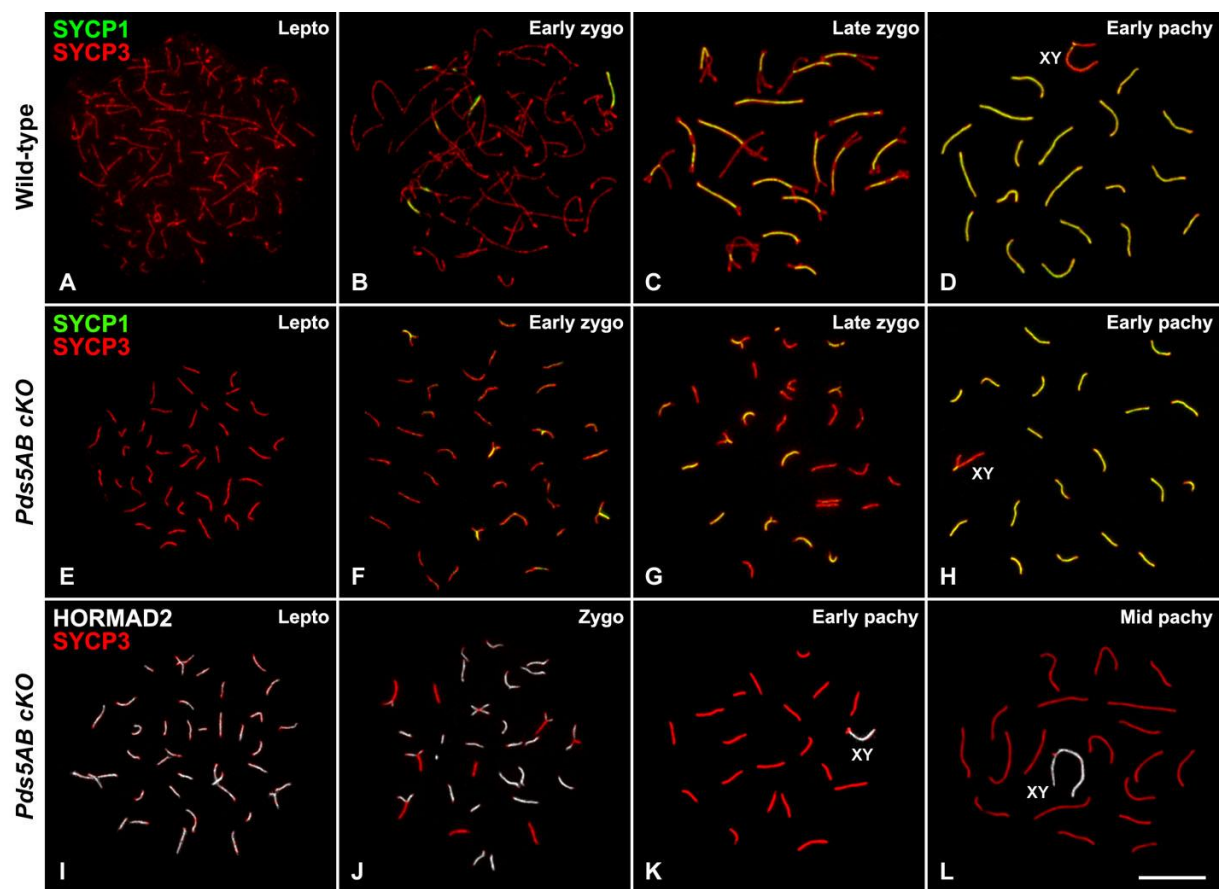 Wild-type
SYCP1
SYCP3
Lepto
A
Early zygo
B
Late zygo
C
Early pachy
XY
D
Pds5AB cKO
SYCP1
SYCP3
Lepto
E
Early zygo
F
Late zygo
G
Early pachy
XY
H
Pds5AB cKO
HORMAD2
SYCP3
Lepto
I
Zygo
J
Early pachy
XY
K
Mid pachy
XY
L